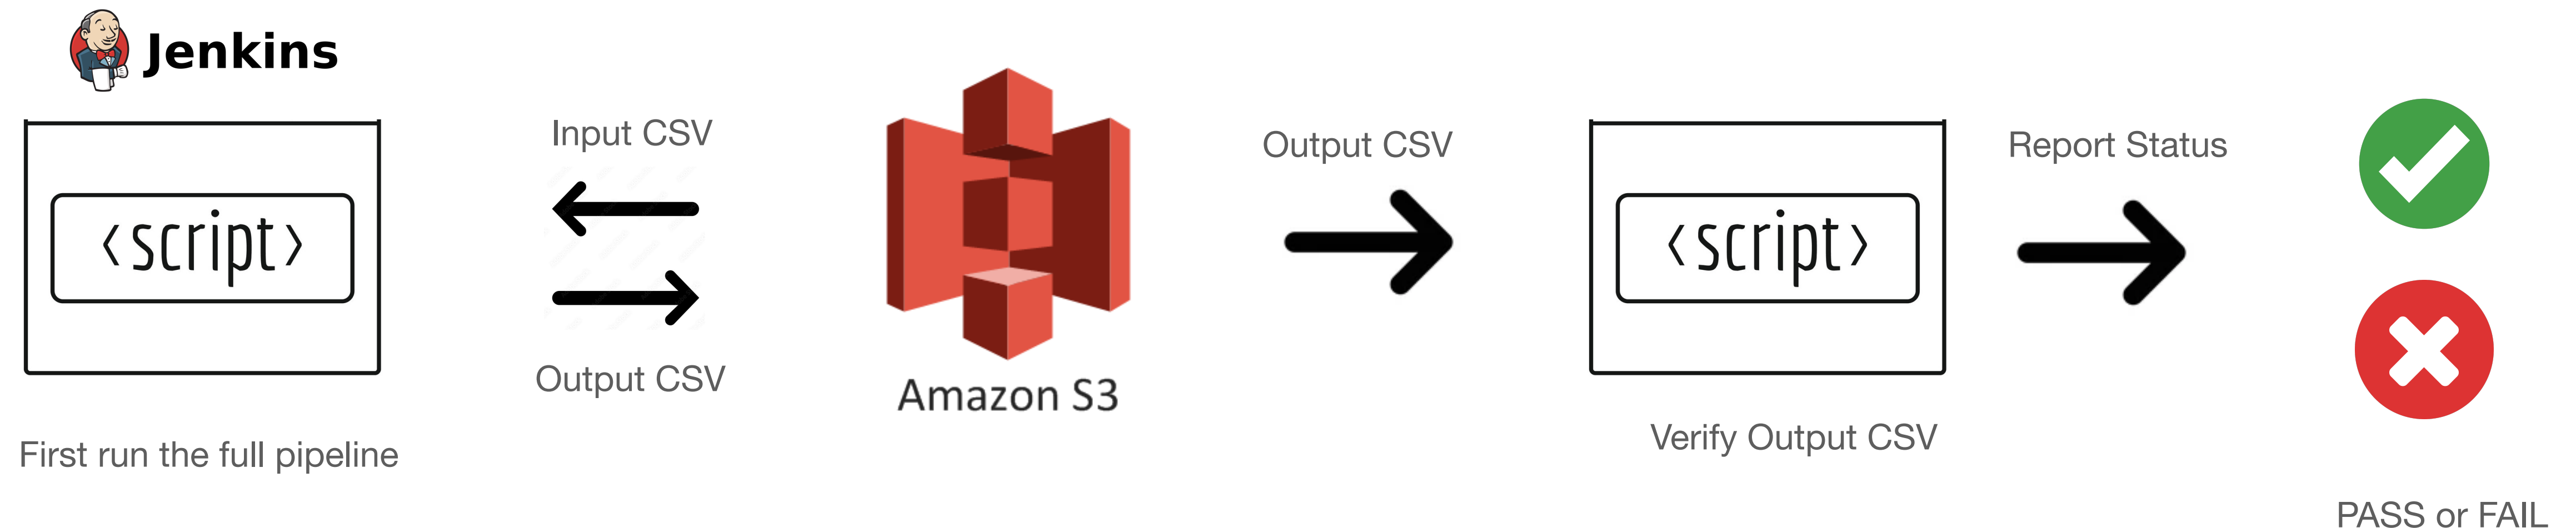 Jenkins
<script>
First run the full pipeline
Input CSV
Output CSV
Amazon S3
Output CSV
<script>
Verify Output CSV
Report Status
PASS or FAIL